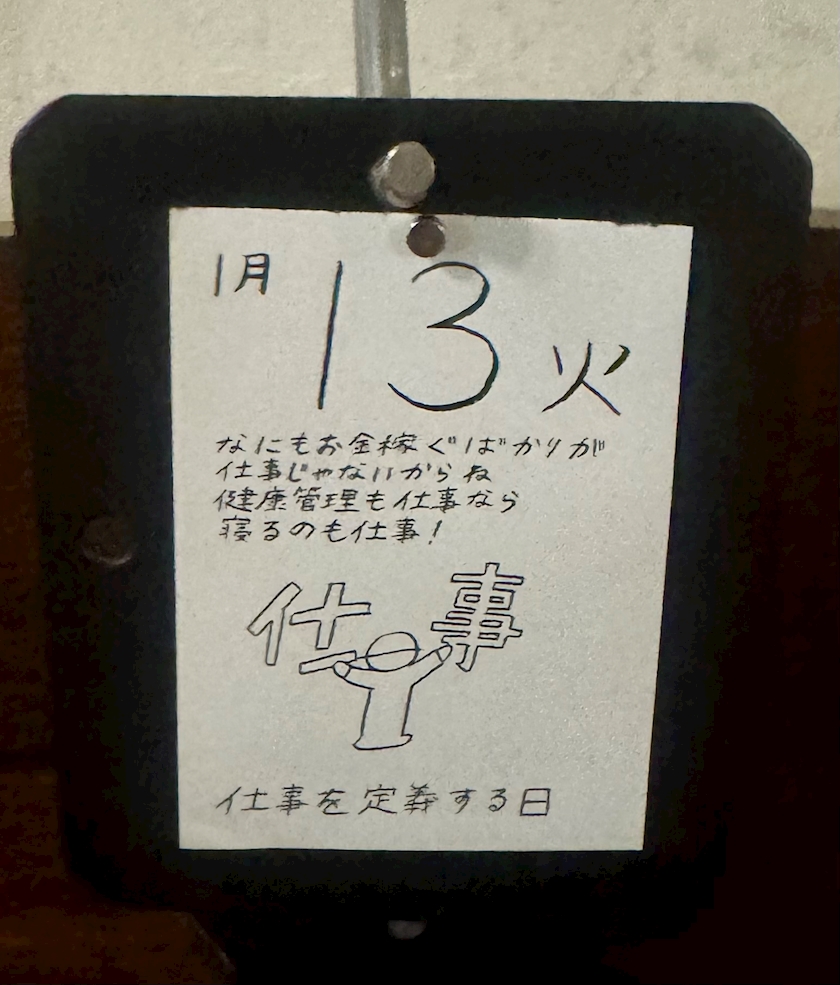 1月 13 火
なにもお金稼ぐばかりが
仕事じゃないからね
健康管理も仕事なら
寝るのも仕事!
仕事
仕事を定義する日